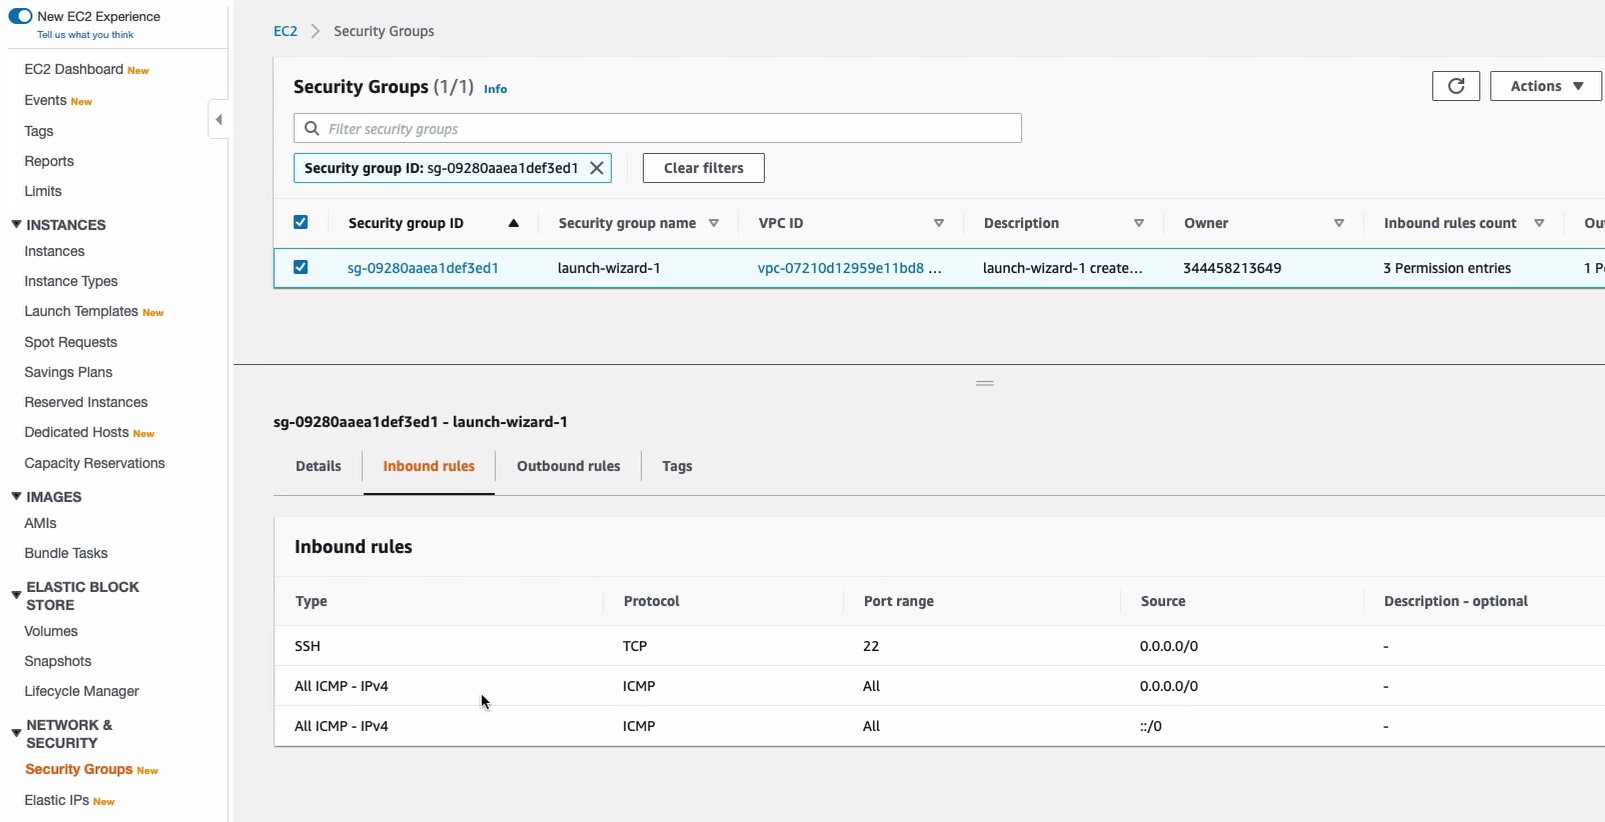 New EC2 Experience
Tell us what you think
EC2 Dashboard New
Events New
Tags
Reports
Limits
INSTANCES
Instances
Instance Types
Launch Templates New
Spot Requests
Savings Plans
Reserved Instances
Dedicated Hosts New
Capacity Reservations
IMAGES
AMIs
Bundle Tasks
ELASTIC BLOCK
STORE
Volumes
Snapshots
Lifecycle Manager
NETWORK &
SECURITY
Security Groups New
Elastic IPs New
EC2 > Security Groups
Security Groups (1/1) Info
Actions
Filter security groups
Security group ID: sg-09280aaea1def3ed1
Clear filters
Security group ID Security group name VPC ID Description Owner Inbound rules count
sg-09280aaea1def3ed1 launch-wizard-1 vpc-07210d12959e11bd8 ... launch-wizard-1 create... 344458213649 3 Permission entries 1
sg-09280aaea1def3ed1 - launch-wizard-1
Details Inbound rules Outbound rules Tags
Inbound rules
Type Protocol Port range Source Description - optional
SSH TCP 22 0.0.0.0/0 -
All ICMP - IPv4 ICMP All 0.0.0.0/0 -
All ICMP - IPv4 ICMP All ::/0 -